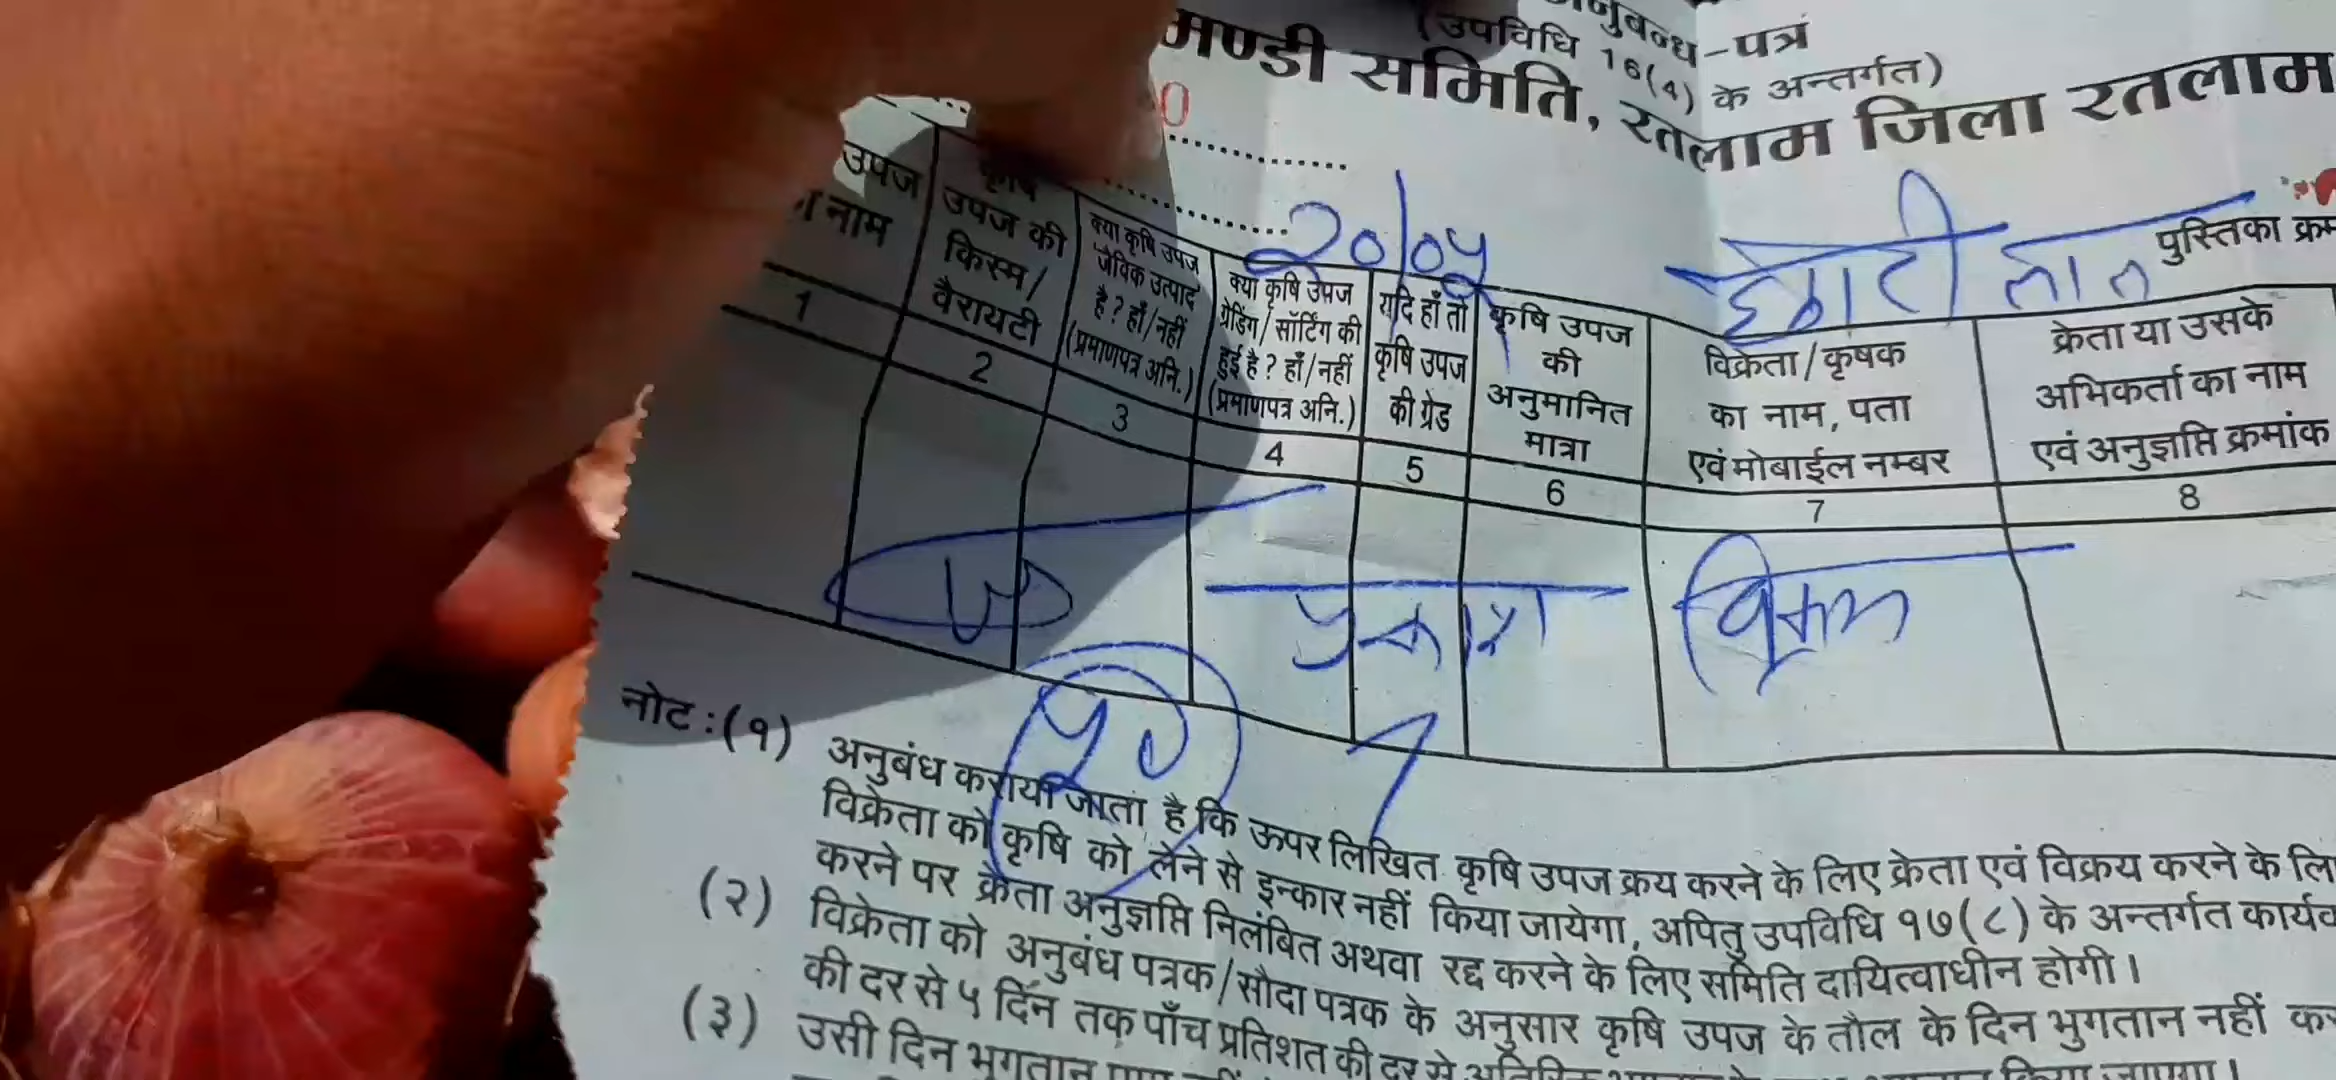 अनुबन्ध-पत्र
(उपविधि 16(4) के अन्तर्गत)
मण्डी समिति, रतलाम जिला रतलाम
0
20/04
लाल
पुस्तिका क्रम
उपज
नाम
कृषि
उपज की
किस्म/
वैरायटी
क्या कृषि उपज
जैविक उत्पाद
है? हाँ/नहीं
(प्रमाणपत्र अनि.)
क्या कृषि उपज
ग्रेडिंग/सॉर्टिंग की
हुई है? हाँ/नहीं
(प्रमाणपत्र अनि.)
यदि हाँ तो
कृषि उपज
की ग्रेड
कृषि उपज
की
अनुमानित
मात्रा
विक्रेता/कृषक
का नाम, पता
एवं मोबाईल नम्बर
क्रेता या उसके
अभिकर्ता का नाम
एवं अनुज्ञप्ति क्रमांक
1 2 3 4 5 6 7 8
प्रकाश
विक्रम
नोट : (१) अनुबंध कराया जाता है कि ऊपर लिखित कृषि उपज क्रय करने के लिए क्रेता एवं विक्रय करने के लि
विक्रेता को कृषि को लेने से इन्कार नहीं किया जायेगा, अपितु उपविधि १७(८) के अन्तर्गत कार्यव
करने पर क्रेता अनुज्ञप्ति निलंबित अथवा रद्द करने के लिए समिति दायित्वाधीन होगी।
(२) विक्रेता को अनुबंध पत्रक/सौदा पत्रक के अनुसार कृषि उपज के तौल के दिन भुगतान नहीं कर
की दर से ५ दिन तक पाँच प्रतिशत की दर से
(३) उसी दिन भुगतान